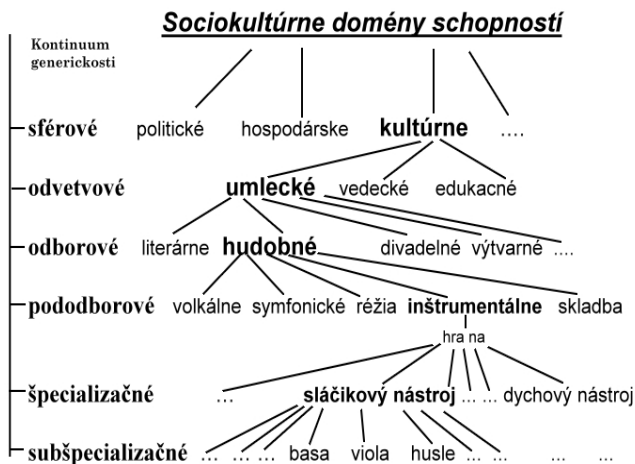 Sociokultúrne domény schopností
Kontinuum
generickosti
sférové politické hospodárske kultúrne ....
odvetvové umlecké vedecké edukacné
odborové literárne hudobné divadelné výtvarné ....
pododborové volkálne symfonické réžia inštrumentálne skladba
hra na
špecializačné ... sláčikový nástroj ... ... dychový nástroj
subšpecializačné ... ... ... basa viola husle ... ... ... ...